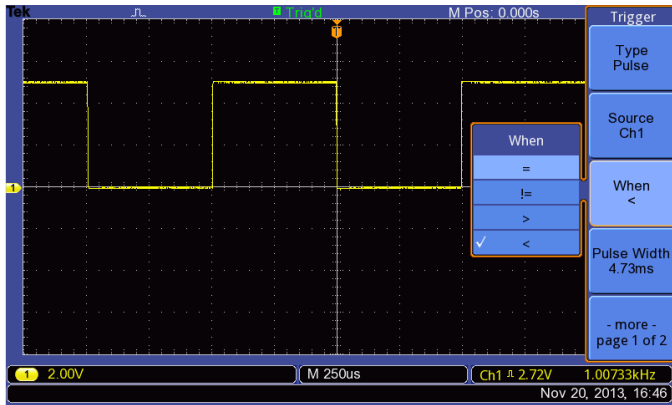 Tek
T Trig'd
M Pos: 0.000s
Trigger
T
Type
Pulse
Source
Ch1
When
=
!=
>
✓ <
When
<
1
Pulse Width
4.73ms
- more -
page 1 of 2
1 2.00V
M 250us
Ch1 2.72V 1.00733kHz
Nov 20, 2013, 16:46